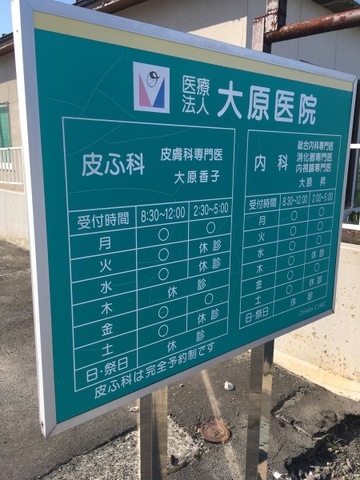 医療法人 大原医院
皮ふ科 皮膚科専門医 大原香子
受付時間 8:30~12:00 2:30~5:00
月 ○ ○
火 ○ 休診
水 ○ 休診
木 休診
金 ○ ○
土 ○ 休診
日・祭日 休診
皮ふ科は完全予約制です
内科 総合内科専門医 消化器専門医 内視鏡専門医 大原 昇
受付時間 8:30~12:00 2:00~5:00
月 ○ ○
火 ○ ○
水 ○ 休診
木 ○ ○
金 ○ ○
土 ○ 休診
日・祭日 休診
OHARA CLINIC